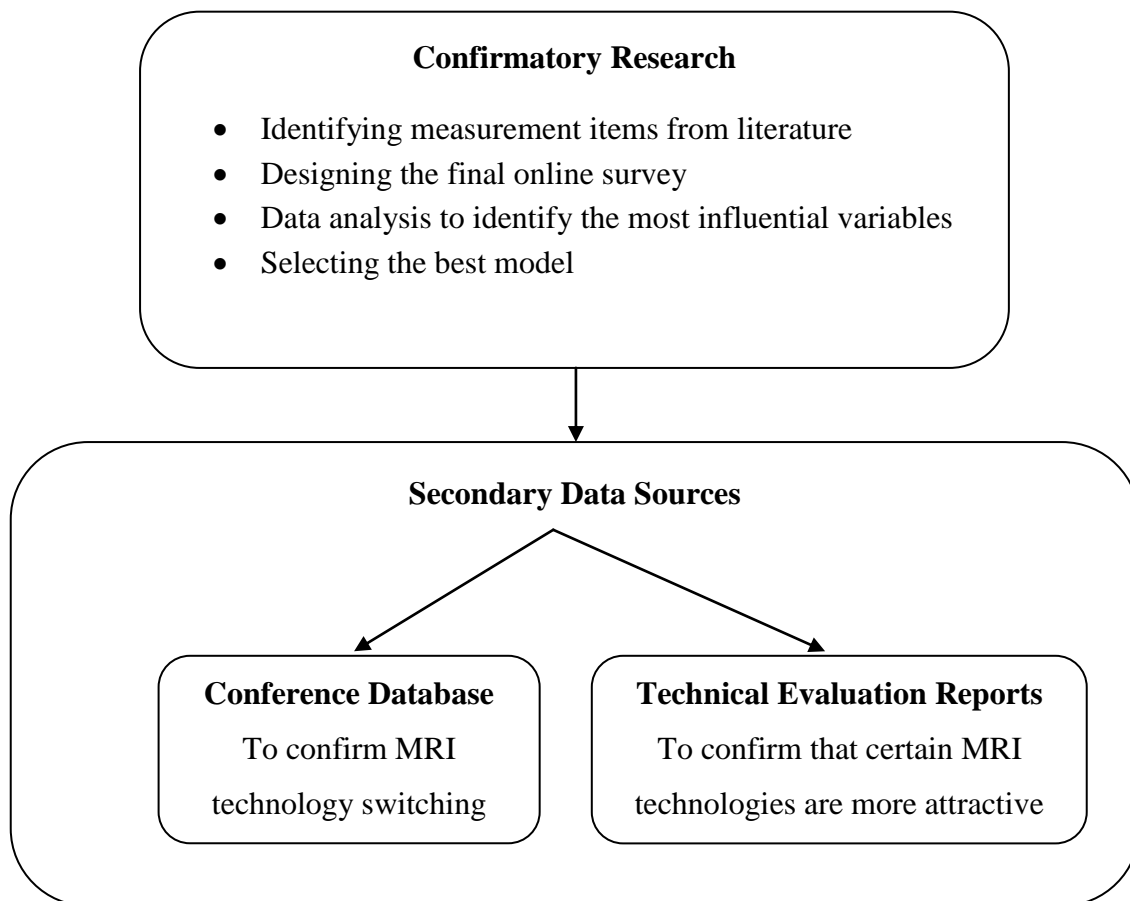 Confirmatory Research
• Identifying measurement items from literature
• Designing the final online survey
• Data analysis to identify the most influential variables
• Selecting the best model
Secondary Data Sources
Conference Database
To confirm MRI
technology switching
Technical Evaluation Reports
To confirm that certain MRI
technologies are more attractive